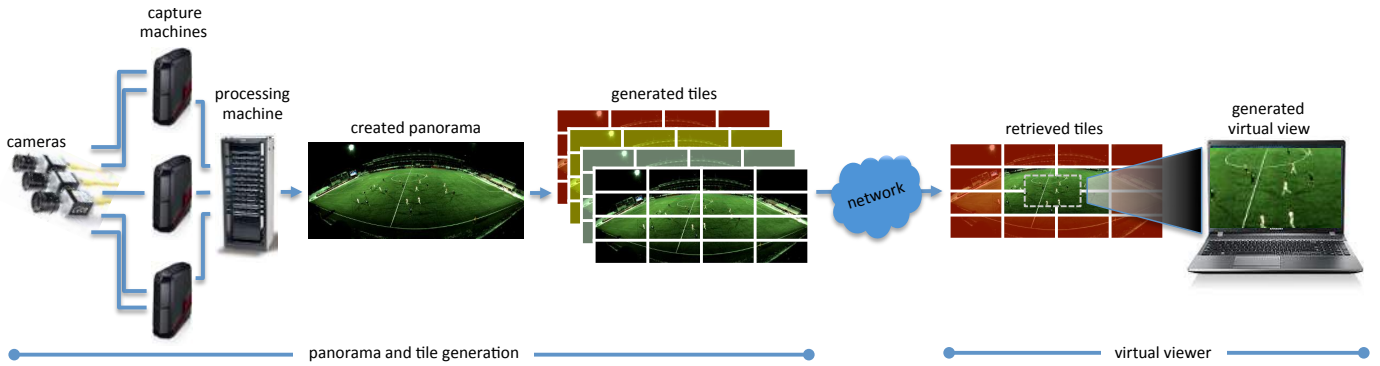 capture
machines
processing
machine
cameras
created panorama
generated tiles
network
retrieved tiles
generated
virtual view
panorama and tile generation
virtual viewer